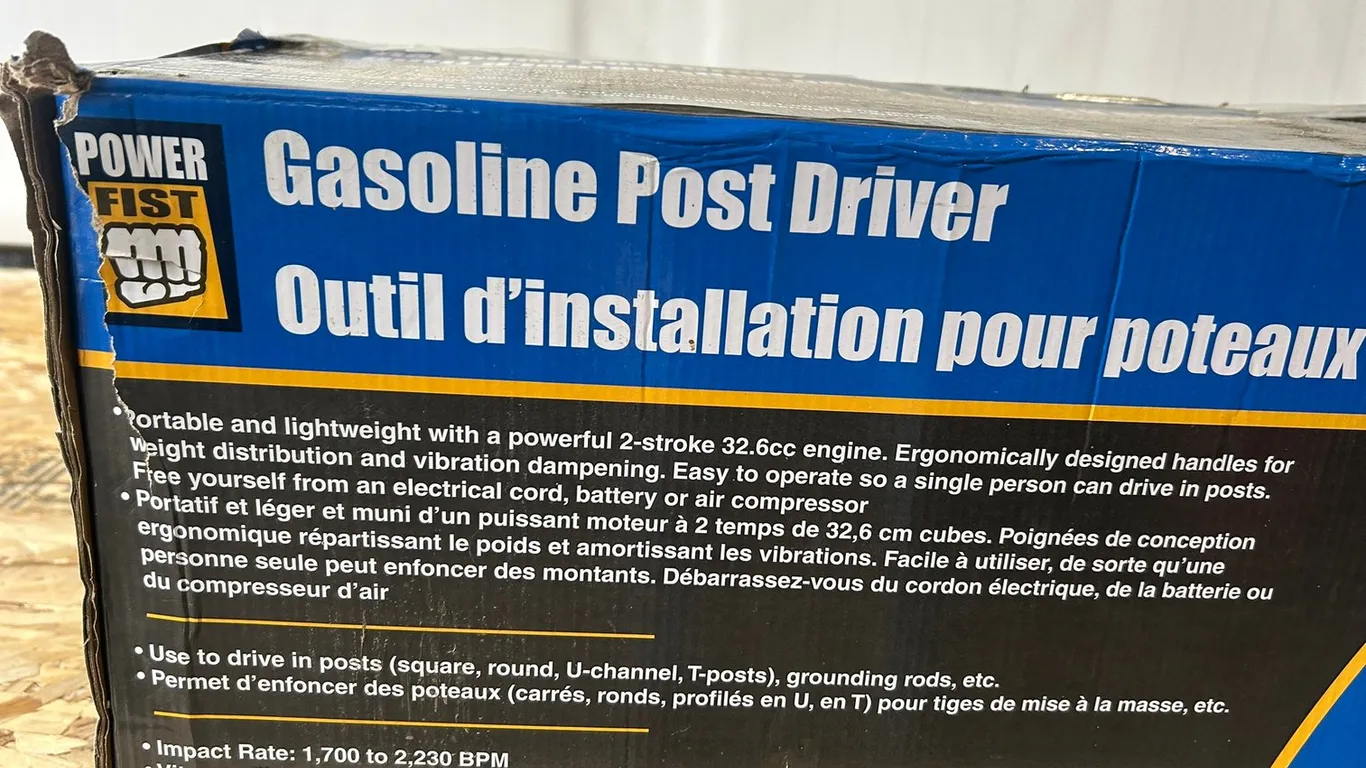 POWER
FIST
Gasoline Post Driver
Outil d'installation pour poteaux
• Portable and lightweight with a powerful 2-stroke 32.6cc engine. Ergonomically designed handles for
weight distribution and vibration dampening. Easy to operate so a single person can drive in posts.
Free yourself from an electrical cord, battery or air compressor
• Portatif et léger et muni d'un puissant moteur à 2 temps de 32,6 cm cubes. Poignées de conception
ergonomique répartissant le poids et amortissant les vibrations. Facile à utiliser, de sorte qu'une
personne seule peut enfoncer des montants. Débarrassez-vous du cordon électrique, de la batterie ou
du compresseur d'air
• Use to drive in posts (square, round, U-channel, T-posts), grounding rods, etc.
• Permet d'enfoncer des poteaux (carrés, ronds, profilés en U, en T) pour tiges de mise à la masse, etc.
• Impact Rate: 1,700 to 2,230 BPM